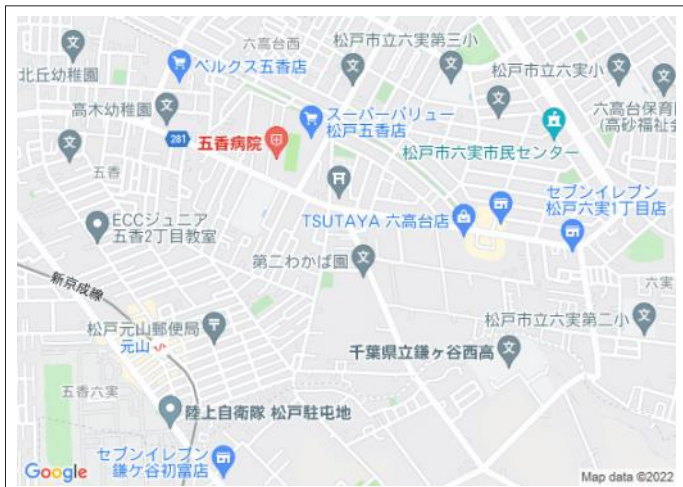 六高台西
松戸市立六実第三小
北丘幼稚園
ベルクス五香店
松戸市立六実小
高木幼稚園
スーパーバリュー
松戸五香店
六高台保育園
(高砂福祉会
281
五香病院
松戸市六実市民センター
五香
セブンイレブン
松戸六実1丁目店
ECCジュニア
五香2丁目教室
TSUTAYA 六高台店
第二わかば園
新京成線
六実
松戸元山郵便局
松戸市立六実第二小
元山
千葉県立鎌ヶ谷西高
五香六実
陸上自衛隊 松戸駐屯地
セブンイレブン
鎌ケ谷初富店
Google
Map data ©2022